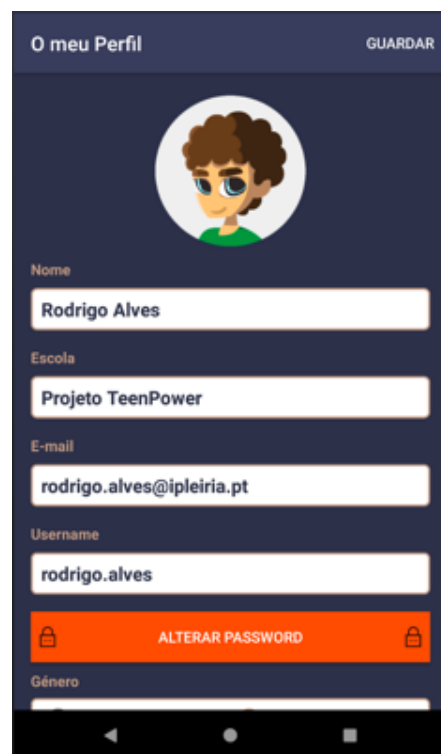 O meu Perfil GUARDAR
Nome
Rodrigo Alves
Escola
Projeto TeenPower
E-mail
rodrigo.alves@ipleiria.pt
Username
rodrigo.alves
ALTERAR PASSWORD
Género